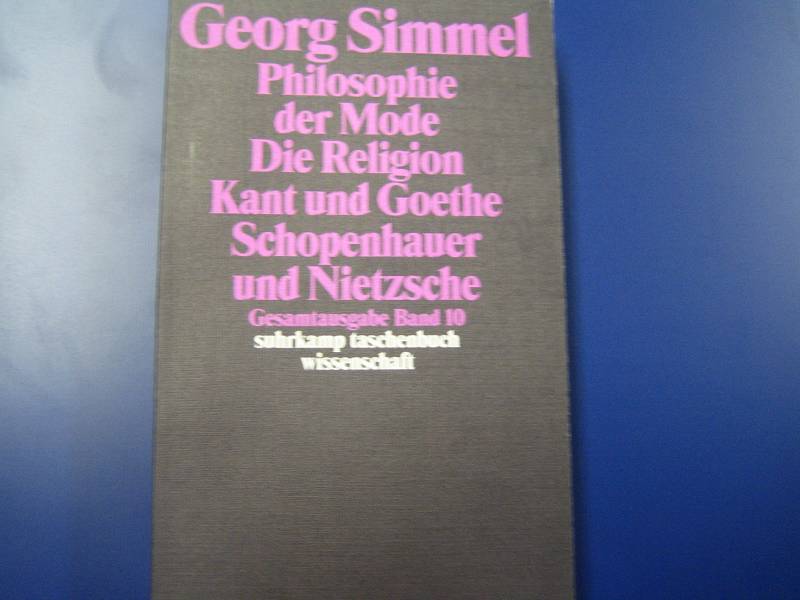 Georg Simmel
Philosophie
der Mode
Die Religion
Kant und Goethe
Schopenhauer
und Nietzsche
Gesamtausgabe Band 10
suhrkamp taschenbuch
wissenschaft